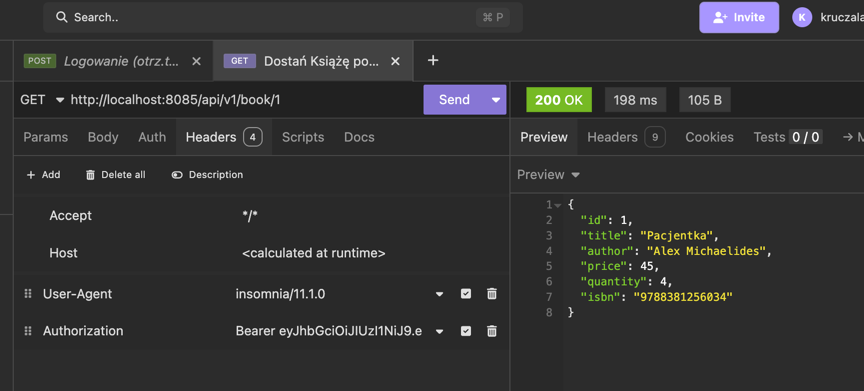 Search.. ⌘ P Invite K kruczala
POST Logowanie (otrz.t... × GET Dostań Książę po... × +
GET http://localhost:8085/api/v1/book/1 Send 200 OK 198 ms 105 B
Params Body Auth Headers 4 Scripts Docs Preview Headers 9 Cookies Tests 0 / 0 → M
+ Add Delete all Description Preview
Accept */*
Host <calculated at runtime>
User-Agent insomnia/11.1.0
Authorization Bearer eyJhbGciOiJIUzI1NiJ9.e
1 {
2 "id": 1,
3 "title": "Pacjentka",
4 "author": "Alex Michaelides",
5 "price": 45,
6 "quantity": 4,
7 "isbn": "9788381256034"
8 }